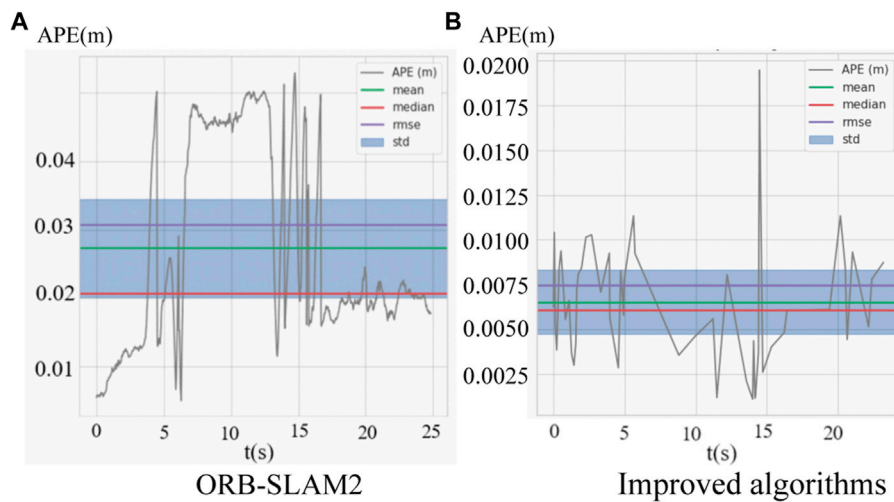 A
APE(m)
APE (m)
mean
median
rmse
std
0.04
0.03
0.02
0.01
0 5 10 15 20 25
t(s)
ORB-SLAM2
B
APE(m)
0.0200
0.0175
0.0150
0.0125
0.0100
0.0075
0.0050
0.0025
APE (m)
mean
median
rmse
std
0 5 10 15 20
t(s)
Improved algorithms